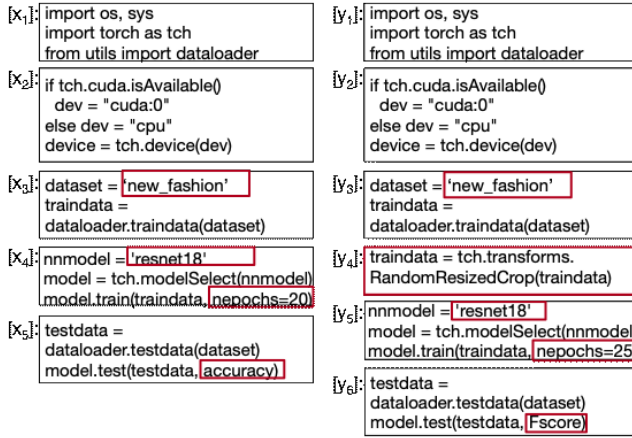 [x1]: import os, sys
import torch as tch
from utils import dataloader
[x2]: if tch.cuda.isAvailable()
dev = "cuda:0"
else dev = "cpu"
device = tch.device(dev)
[x3]: dataset = ‘new_fashion’
traindata =
dataloader.traindata(dataset)
[x4]: nnmodel = 'resnet18'
model = tch.modelSelect(nnmodel)
model.train(traindata, nepochs=20)
[x5]: testdata =
dataloader.testdata(dataset)
model.test(testdata, accuracy)
[y1]: import os, sys
import torch as tch
from utils import dataloader
[y2]: if tch.cuda.isAvailable()
dev = "cuda:0"
else dev = "cpu"
device = tch.device(dev)
[y3]: dataset = ‘new_fashion’
traindata =
dataloader.traindata(dataset)
[y4]: traindata = tch.transforms.
RandomResizedCrop(traindata)
[y5]: nnmodel = 'resnet18'
model = tch.modelSelect(nnmodel
model.train(traindata, nepochs=25
[y6]: testdata =
dataloader.testdata(dataset)
model.test(testdata, Fscore)